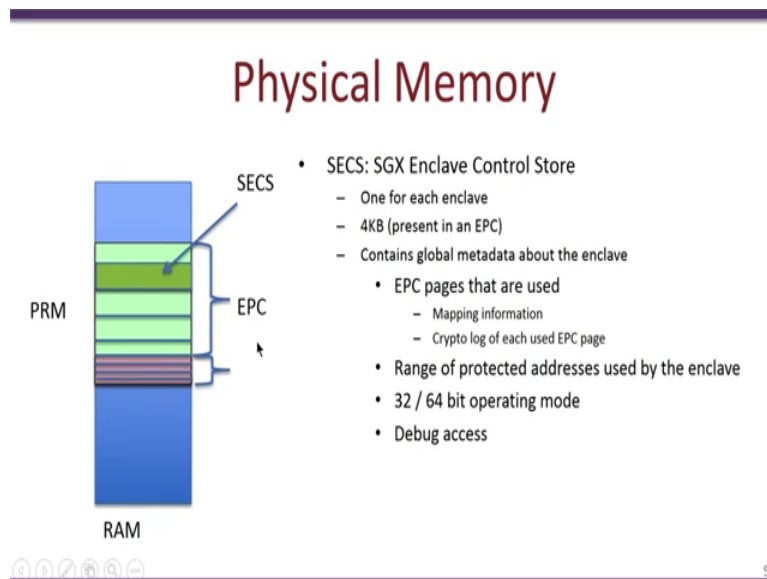 Physical Memory
SECS
PRM
EPC
RAM
• SECS: SGX Enclave Control Store
– One for each enclave
– 4KB (present in an EPC)
– Contains global metadata about the enclave
• EPC pages that are used
– Mapping information
– Crypto log of each used EPC page
• Range of protected addresses used by the enclave
• 32 / 64 bit operating mode
• Debug access